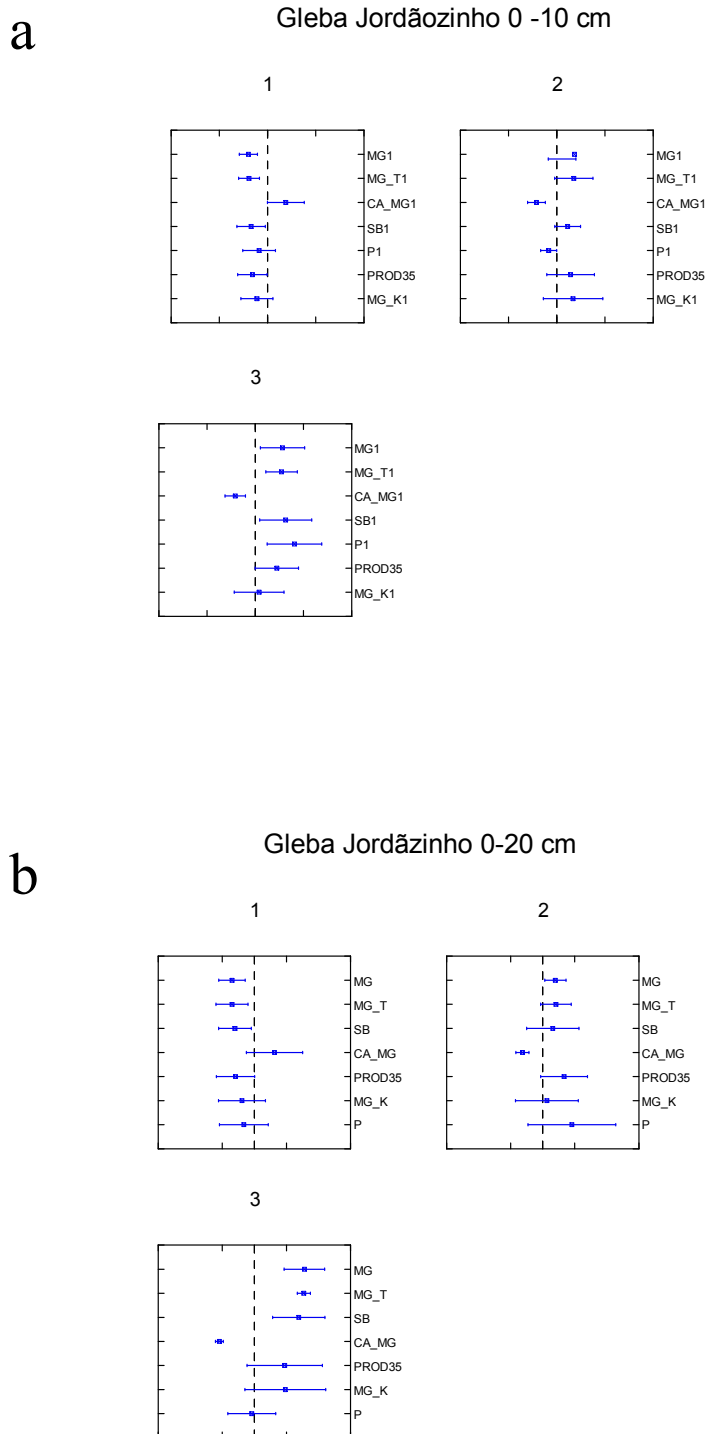 a
Gleba Jordãozinho 0 -10 cm
1
MG1
MG_T1
CA_MG1
SB1
P1
PROD35
MG_K1
2
MG1
MG_T1
CA_MG1
SB1
P1
PROD35
MG_K1
3
MG1
MG_T1
CA_MG1
SB1
P1
PROD35
MG_K1
b
Gleba Jordãzinho 0-20 cm
1
MG
MG_T
SB
CA_MG
PROD35
MG_K
P
2
MG
MG_T
SB
CA_MG
PROD35
MG_K
P
3
MG
MG_T
SB
CA_MG
PROD35
MG_K
P